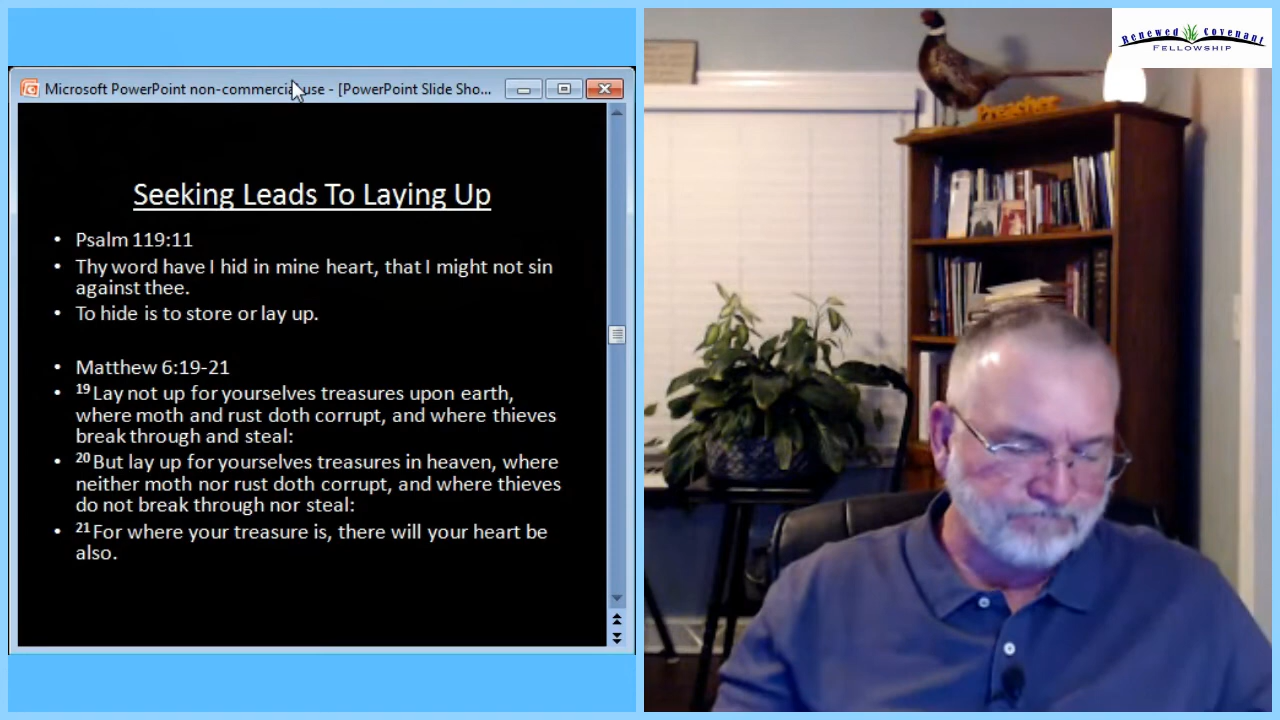 Microsoft PowerPoint non-commercial use - [PowerPoint Slide Sho...
Seeking Leads To Laying Up
• Psalm 119:11
• Thy word have I hid in mine heart, that I might not sin
against thee.
• To hide is to store or lay up.
• Matthew 6:19-21
• 19 Lay not up for yourselves treasures upon earth,
where moth and rust doth corrupt, and where thieves
break through and steal:
• 20 But lay up for yourselves treasures in heaven, where
neither moth nor rust doth corrupt, and where thieves
do not break through nor steal:
• 21 For where your treasure is, there will your heart be
also.
Renewed Covenant
FELLOWSHIP
Preacher